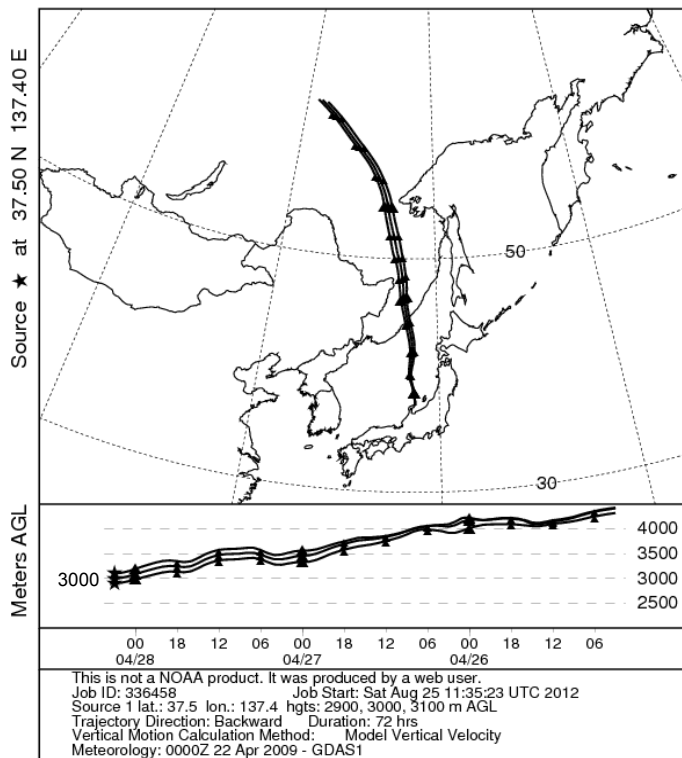 Source ★ at 37.50 N 137.40 E
50
30
Meters AGL
3000
4000
3500
3000
2500
00 18 12 06 00 18 12 06 00 18 12 06
04/28 04/27 04/26
This is not a NOAA product. It was produced by a web user.
Job ID: 336458 Job Start: Sat Aug 25 11:35:23 UTC 2012
Source 1 lat.: 37.5 lon.: 137.4 hgts: 2900, 3000, 3100 m AGL
Trajectory Direction: Backward Duration: 72 hrs
Vertical Motion Calculation Method: Model Vertical Velocity
Meteorology: 0000Z 22 Apr 2009 - GDAS1